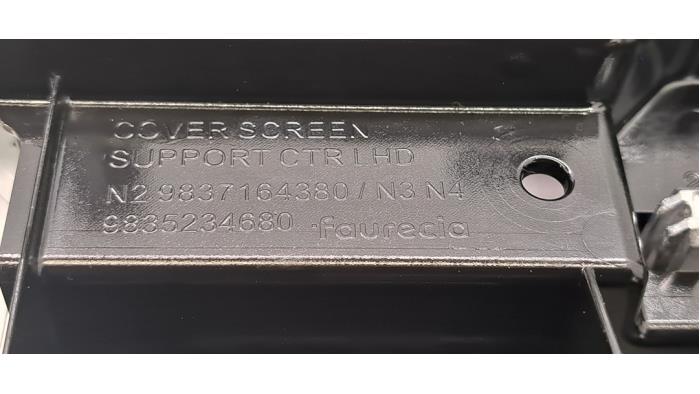 COVER SCREEN
SUPPORT CTR LHD
N2 9837164380 / N3 N4
9835234680 ·faurecia